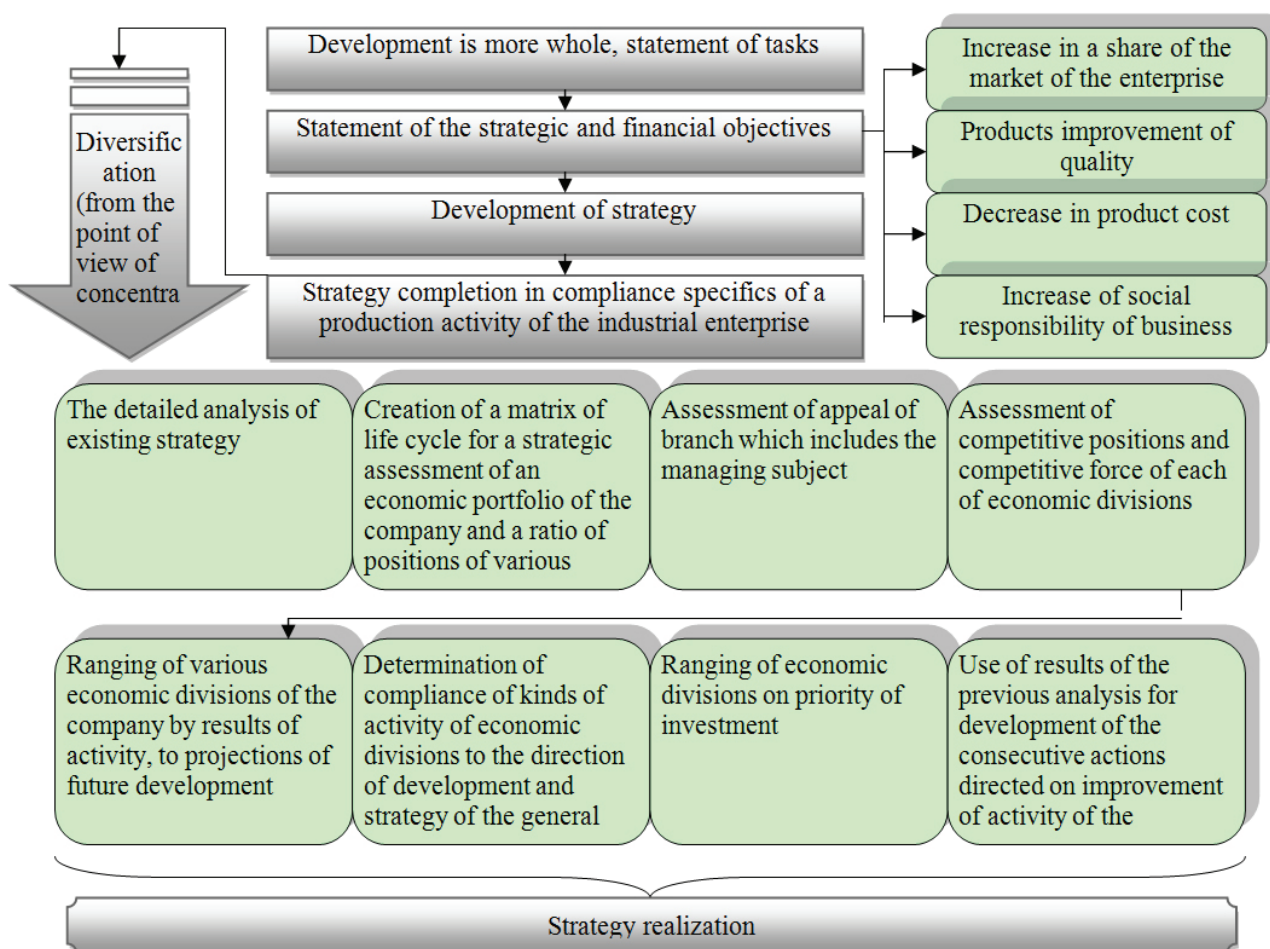 Development is more whole, statement of tasks
Statement of the strategic and financial objectives
Development of strategy
Strategy completion in compliance specifics of a
production activity of the industrial enterprise
Increase in a share of the
market of the enterprise
Products improvement of
quality
Decrease in product cost
Increase of social
responsibility of business
Diversific
ation
(from the
point of
view of
concentra
The detailed analysis of
existing strategy
Creation of a matrix of
life cycle for a strategic
assessment of an
economic portfolio of the
company and a ratio of
positions of various
Assessment of appeal of
branch which includes the
managing subject
Assessment of
competitive positions and
competitive force of each
of economic divisions
Ranging of various
economic divisions of the
company by results of
activity, to projections of
future development
Determination of
compliance of kinds of
activity of economic
divisions to the direction
of development and
strategy of the general
Ranging of economic
divisions on priority of
investment
Use of results of the
previous analysis for
development of the
consecutive actions
directed on improvement
of activity of the
Strategy realization